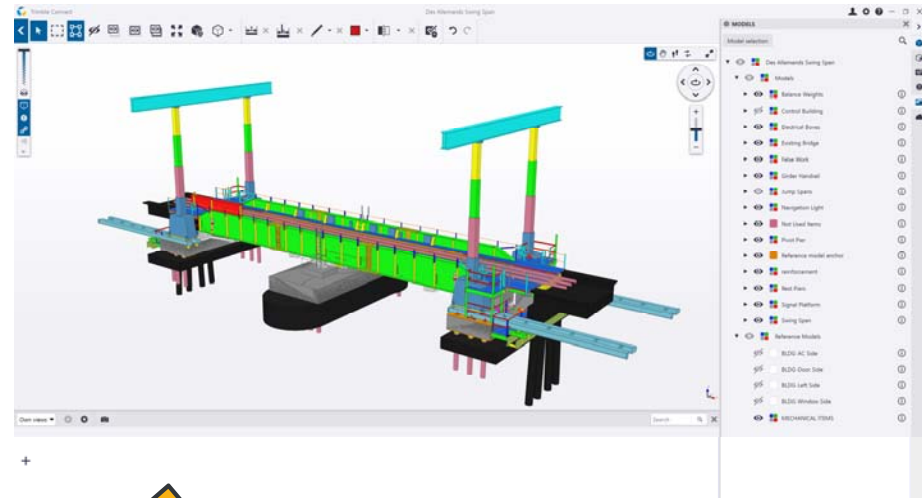 Trimble Connect
Des Allemands Swing Span
MODELS
Model selection
Des Allemands Swing Span
Models
Balance Weights
Control Building
Electrical Boxes
Existing Bridge
False Work
Girder Handrail
Jump Spans
Navigation Light
Not Used Items
Pivot Pier
Reference model anchor
reinforcement
Rest Piers
Signal Platform
Swing Span
Reference Models
BLDG-AC Side
BLDG-Door Side
BLDG-Left Side
BLDG-Window Side
MECHANICAL ITEMS
Own views
Search